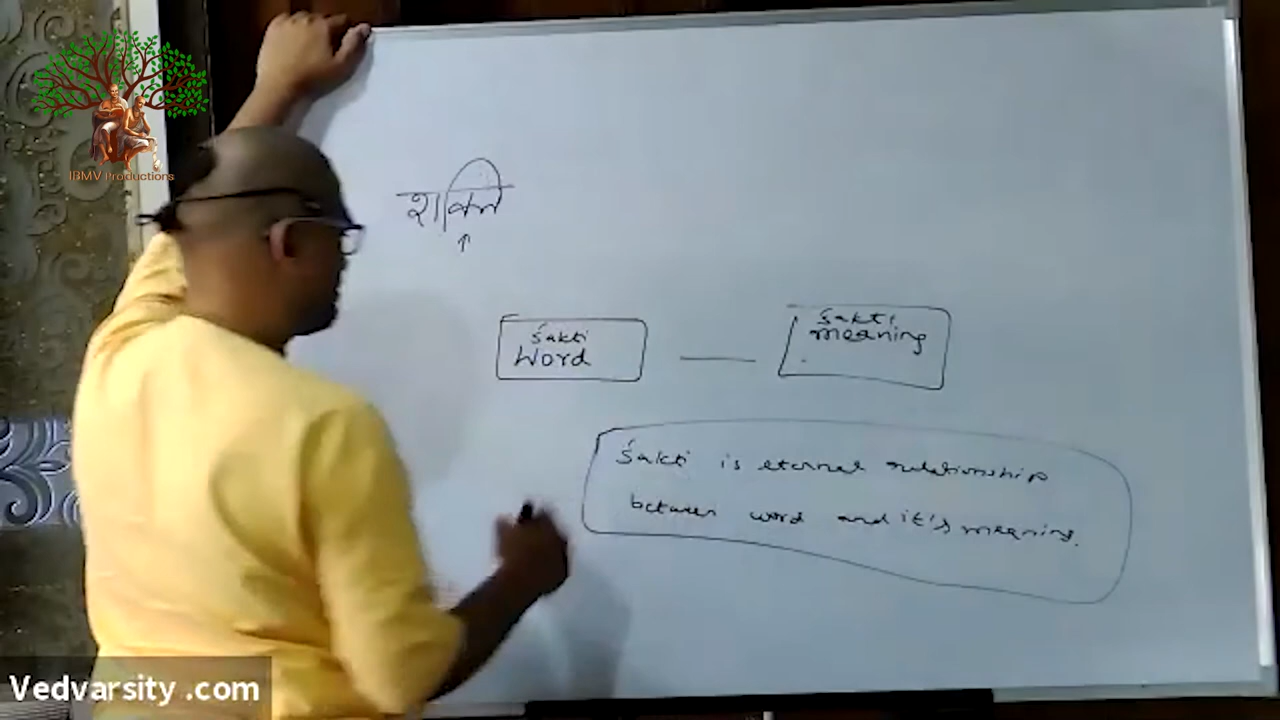 IBMV Productions
शक्ति
śakti
Word
śakti
meaning
śakti is eternal relationship
between word and it's meaning.
Vedvarsity .com